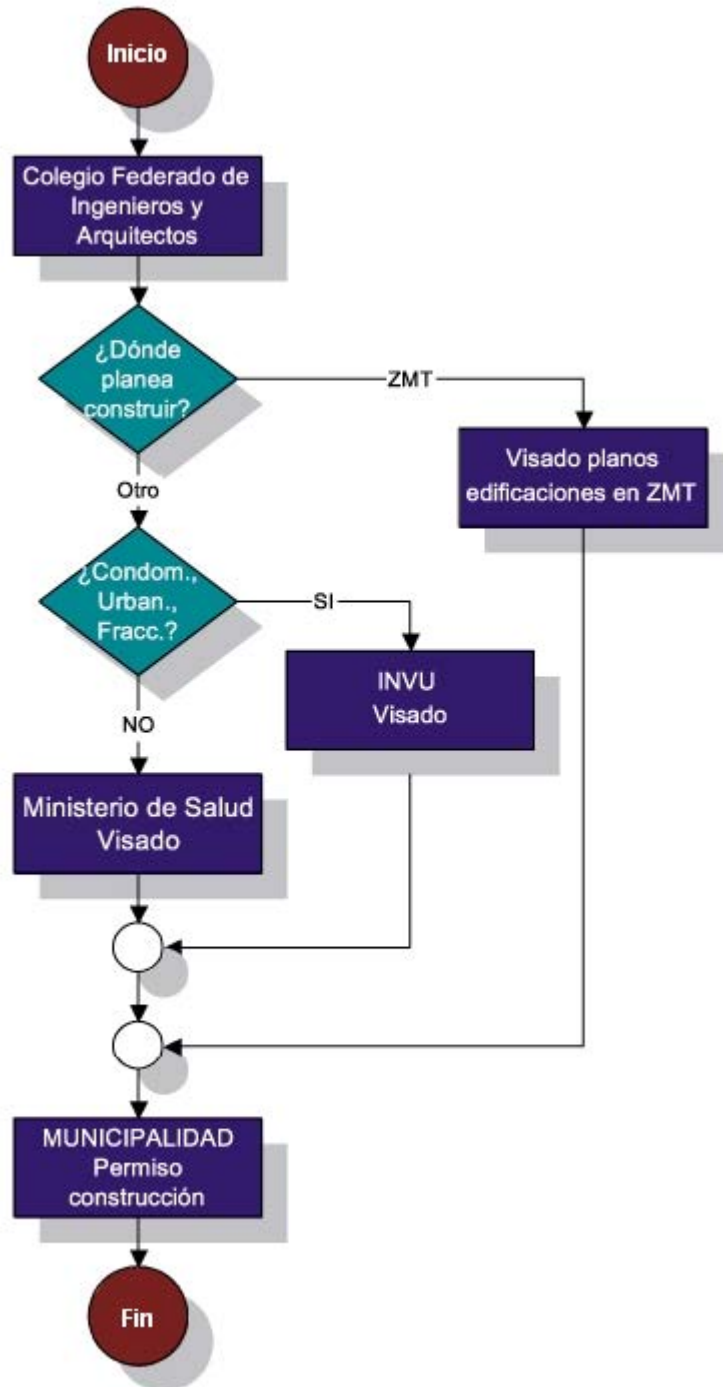 Inicio
Colegio Federado de
Ingenieros y
Arquitectos
¿Dónde
planea
construir?
ZMT
Visado planos
edificaciones en ZMT
Otro
¿Condom.,
Urban.,
Fracc.?
SI
INVU
Visado
NO
Ministerio de Salud
Visado
MUNICIPALIDAD
Permiso
construcción
Fin